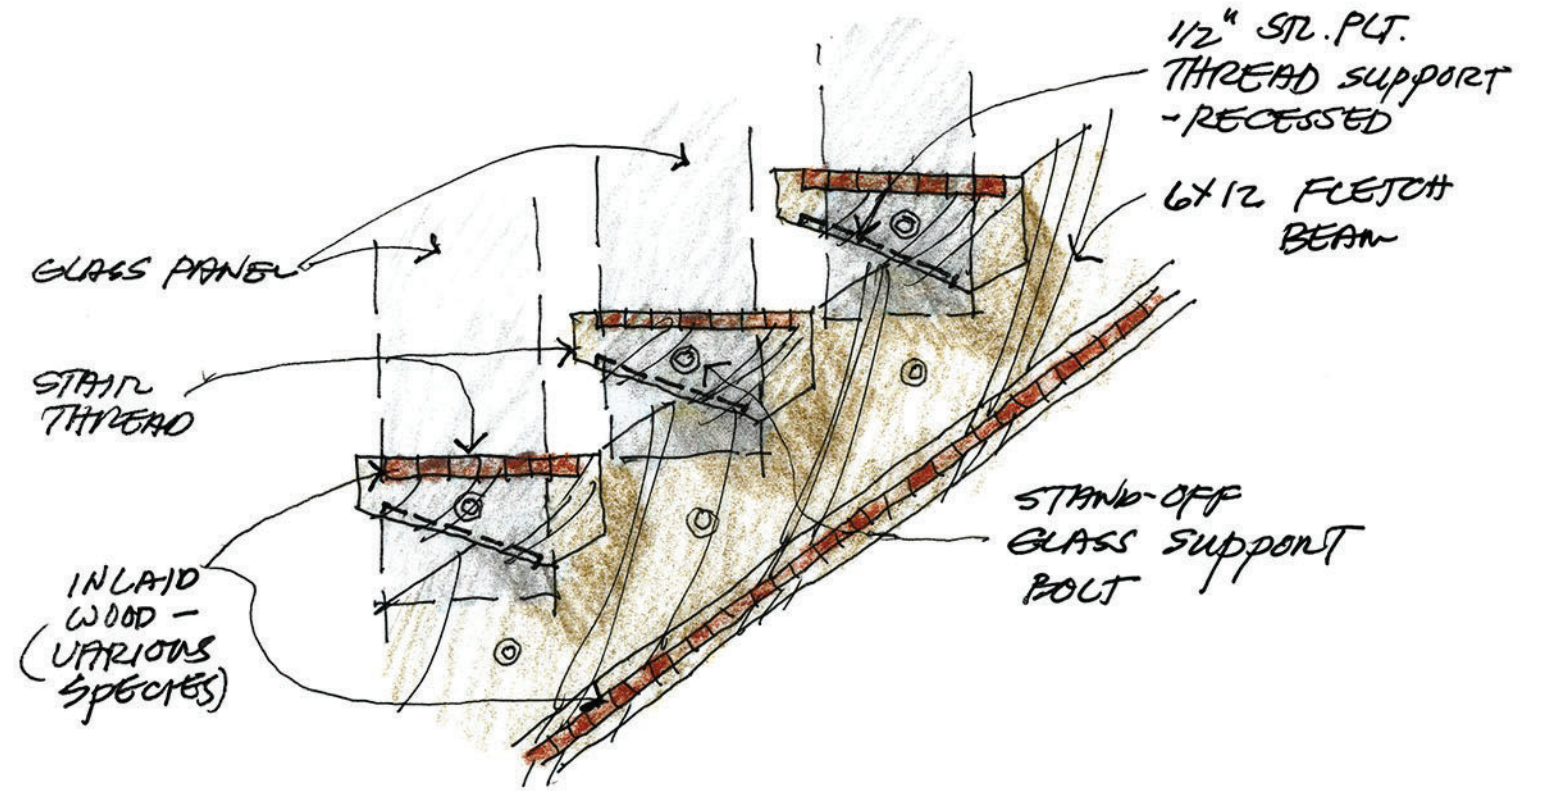 1/2" STL. PLT.
THREAD SUPPORT
-RECESSED
6X12 FLETCH
BEAM
GLASS PANEL
STAIR
THREAD
INLAID
WOOD -
(VARIOUS
SPECIES)
STAND-OFF
GLASS SUPPORT
BOLT